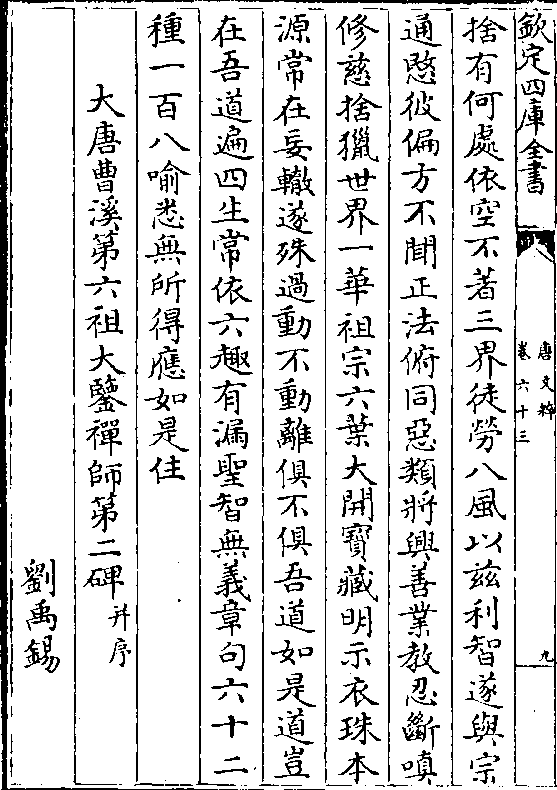 欽定四庫全書
唐文粹
卷六十三
九
捨有何處依空不著三界徒勞八風以兹利智遂與宗
通愍彼偏方不聞正法俯同惡類將興善業教忍斷嗔
修慈捨獵世界一華祖宗六葉大開寶藏明示衣珠本
源常在妄轍遂殊過動不動離俱不俱吾道如是道豈
在吾道遍四生常依六趣有漏聖智無義章句六十二
種一百八喻悉無所得應如是住
大唐曹溪第六祖大鑒禪師第二碑并序
劉禹錫